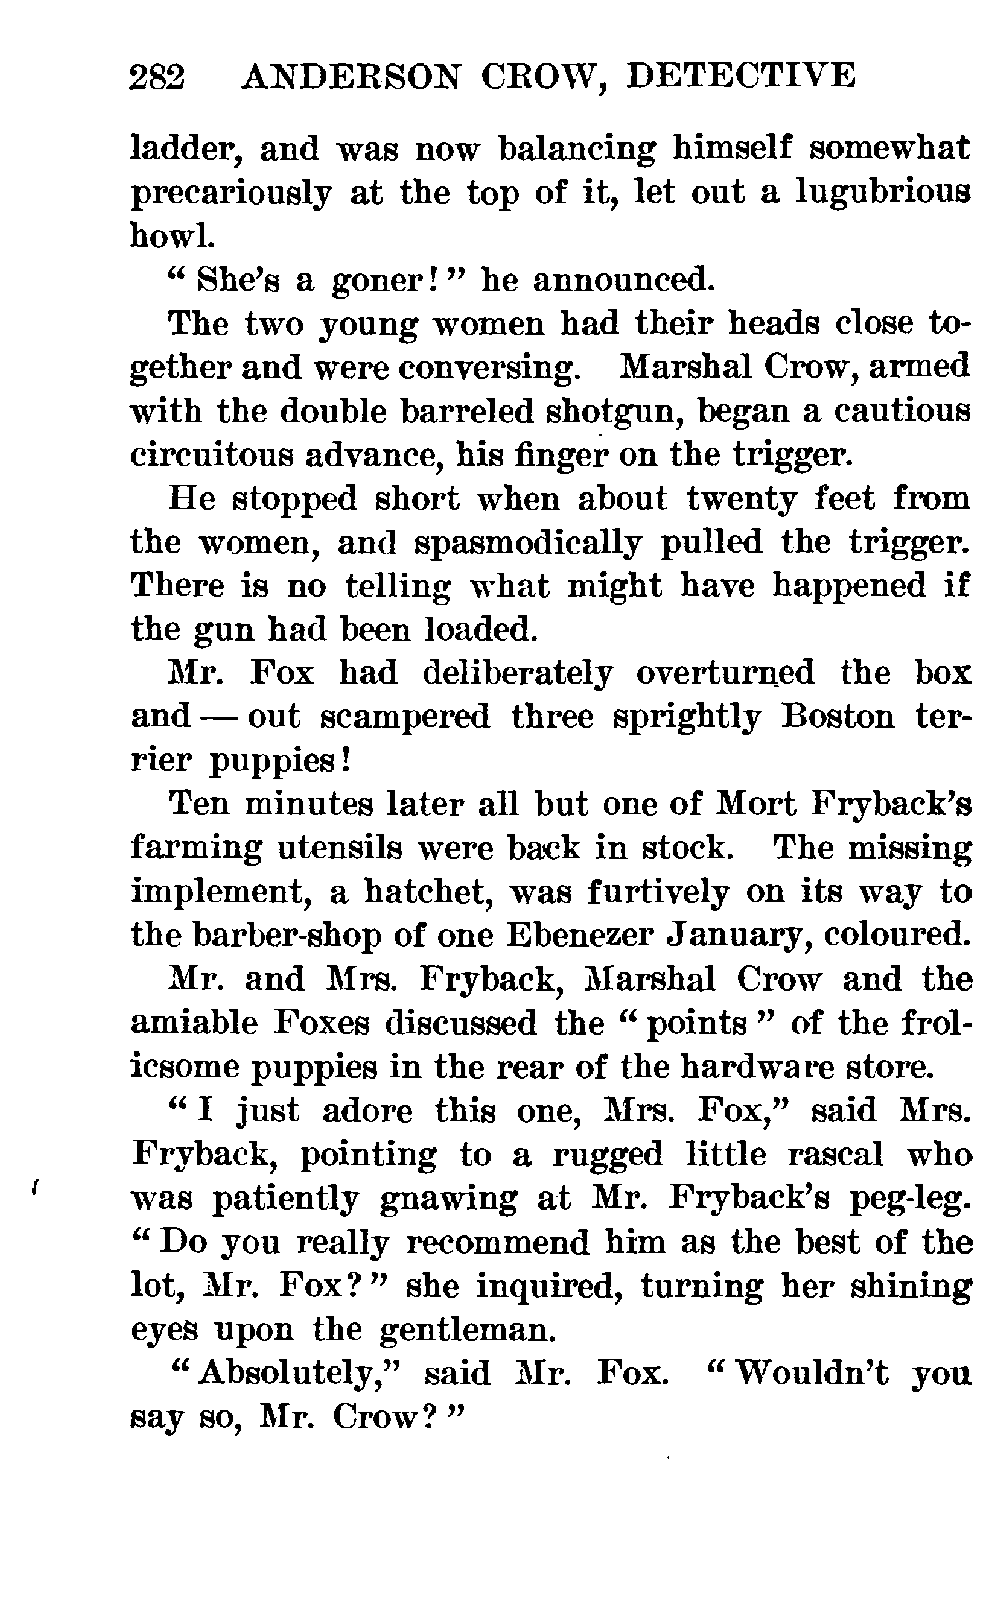 282 ANDERSON CROW, DETECTIVE
ladder, and was now balancing himself somewhat
precariously at the top of it, let out a lugubrious
howl.
" She's a goner! " he announced.
The two young women had their heads close to-
gether and were conversing. Marshal Crow, armed
with the double barreled shotgun, began a cautious
circuitous advance, his finger on the trigger.
He stopped short when about twenty feet from
the women, and spasmodically pulled the trigger.
There is no telling what might have happened if
the gun had been loaded.
Mr. Fox had deliberately overturned the box
and — out scampered three sprightly Boston ter-
rier puppies!
Ten minutes later all but one of Mort Fryback's
farming utensils were back in stock. The missing
implement, a hatchet, was furtively on its way to
the barber-shop of one Ebenezer January, coloured.
Mr. and Mrs. Fryback, Marshal Crow and the
amiable Foxes discussed the " points " of the frol-
icsome puppies in the rear of the hardware store.
" I just adore this one, Mrs. Fox," said Mrs.
Fryback, pointing to a rugged little rascal who
was patiently gnawing at Mr. Fryback's peg-leg.
" Do you really recommend him as the best of the
lot, Mr. Fox? " she inquired, turning her shining
eyes upon the gentleman.
" Absolutely," said Mr. Fox. " Wouldn't you
say so, Mr. Crow? "